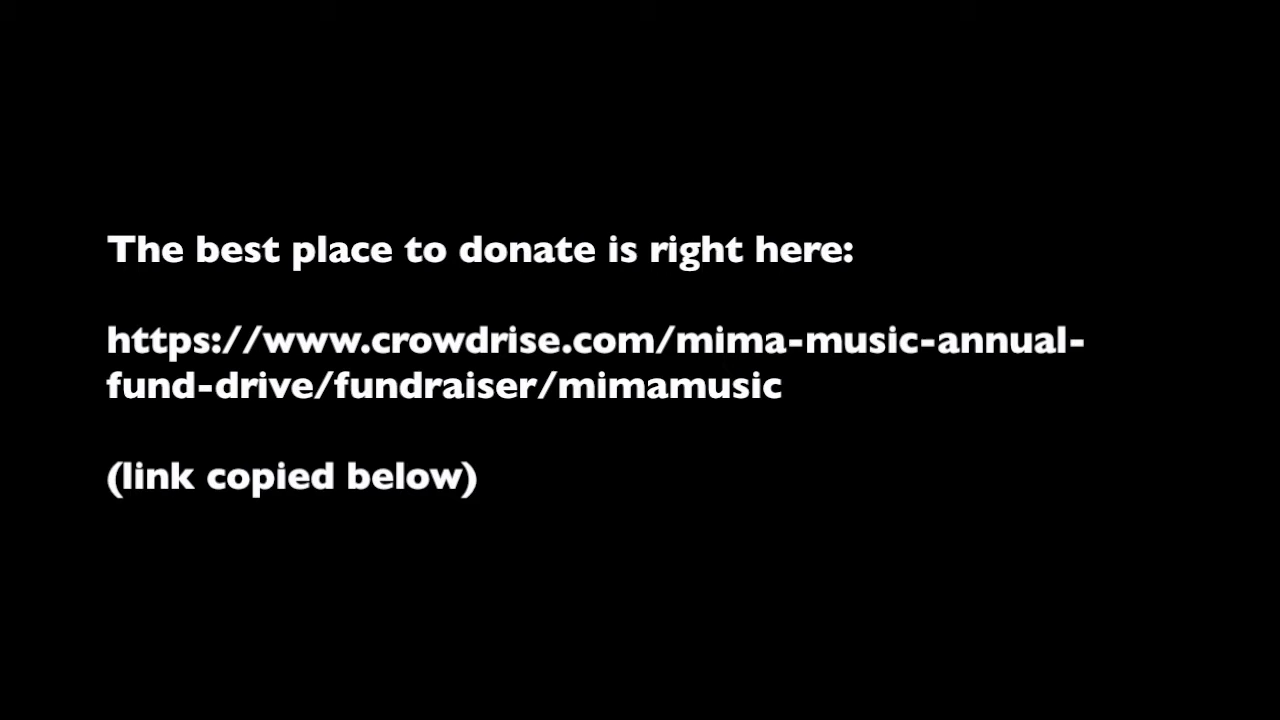 The best place to donate is right here:
https://www.crowdrise.com/mima-music-annual-
fund-drive/fundraiser/mimamusic
(link copied below)